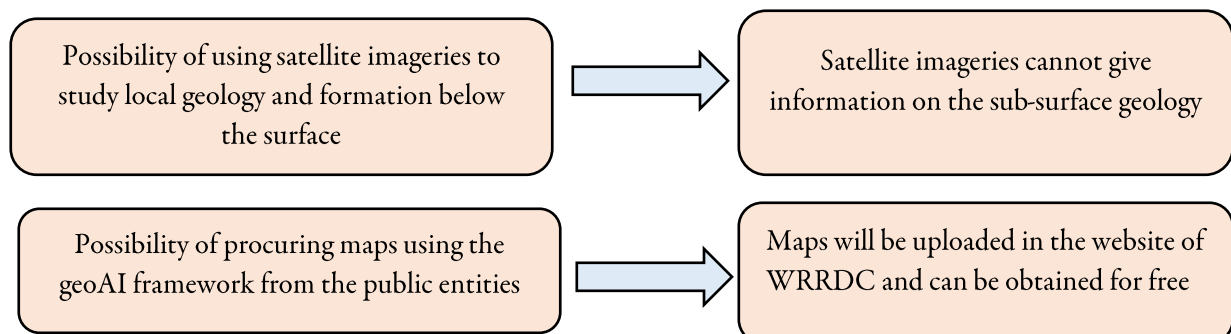 Possibility of using satellite imageries to
study local geology and formation below
the surface
Satellite imageries cannot give
information on the sub-surface geology
Possibility of procuring maps using the
geoAI framework from the public entities
Maps will be uploaded in the website of
WRRDC and can be obtained for free